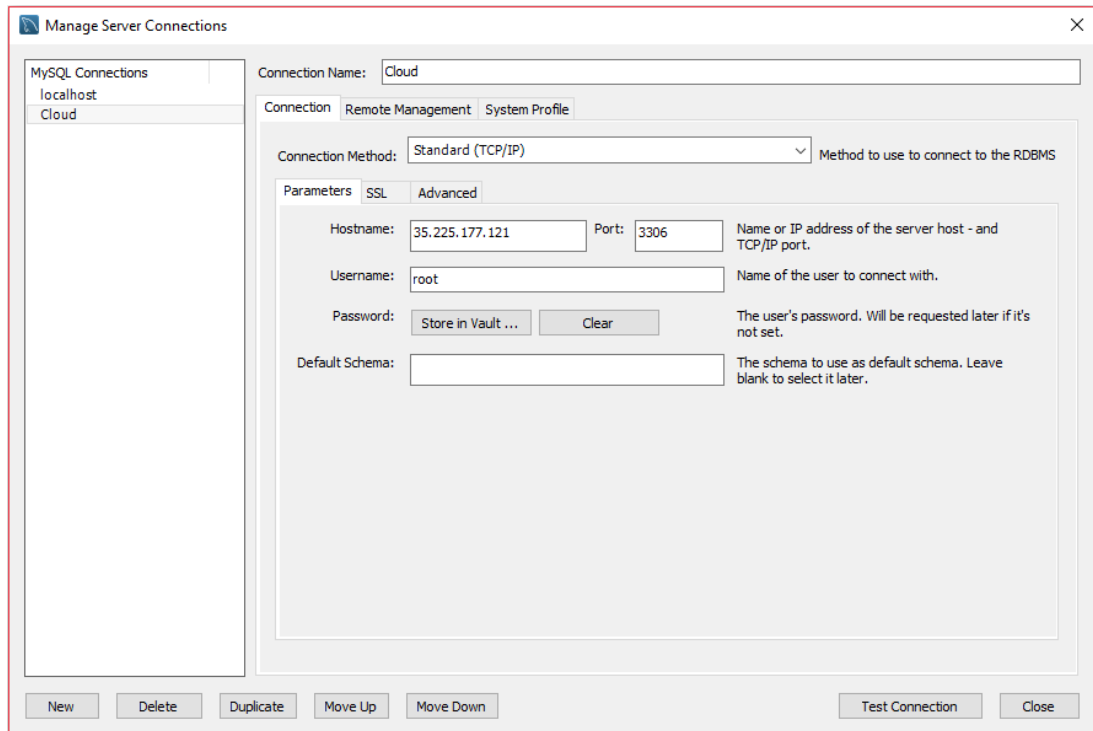 Manage Server Connections
MySQL Connections
localhost
Cloud
Connection Name: Cloud
Connection Remote Management System Profile
Connection Method: Standard (TCP/IP) Method to use to connect to the RDBMS
Parameters SSL Advanced
Hostname: 35.225.177.121 Port: 3306 Name or IP address of the server host - and
TCP/IP port.
Username: root Name of the user to connect with.
Password: Store in Vault ... Clear The user's password. Will be requested later if it's
not set.
Default Schema: The schema to use as default schema. Leave
blank to select it later.
New Delete Duplicate Move Up Move Down Test Connection Close